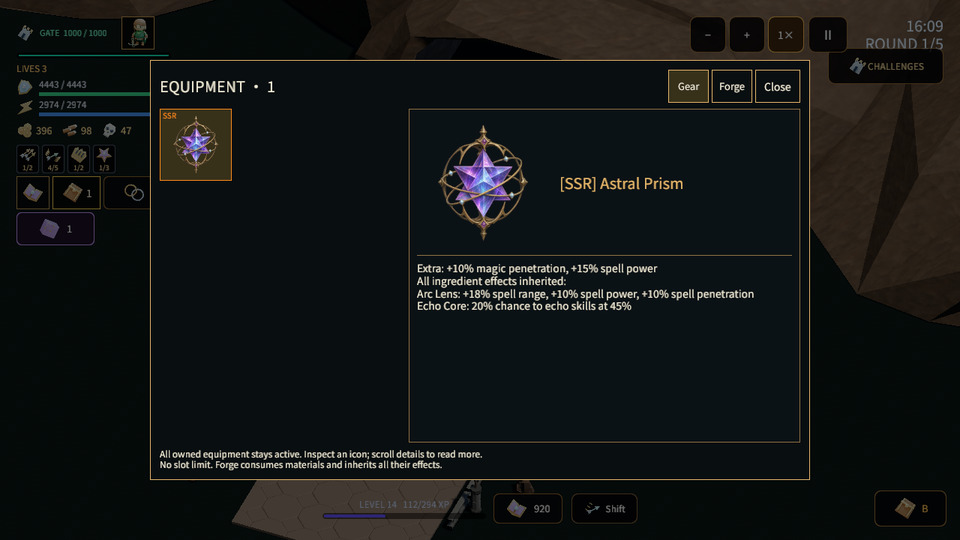 GATE 1000 / 1000
16:09
ROUND 1/5
− + 1× II
CHALLENGES
LIVES 3
4443 / 4443
2974 / 2974
396 98 47
1/2 4/5 1/2 1/3
1
1
EQUIPMENT • 1
Gear Forge Close
SSR
[SSR] Astral Prism
Extra: +10% magic penetration, +15% spell power
All ingredient effects inherited:
Arc Lens: +18% spell range, +10% spell power, +10% spell penetration
Echo Core: 20% chance to echo skills at 45%
All owned equipment stays active. Inspect an icon; scroll details to read more.
No slot limit. Forge consumes materials and inherits all their effects.
LEVEL 14 112/294 XP
920
Shift
B